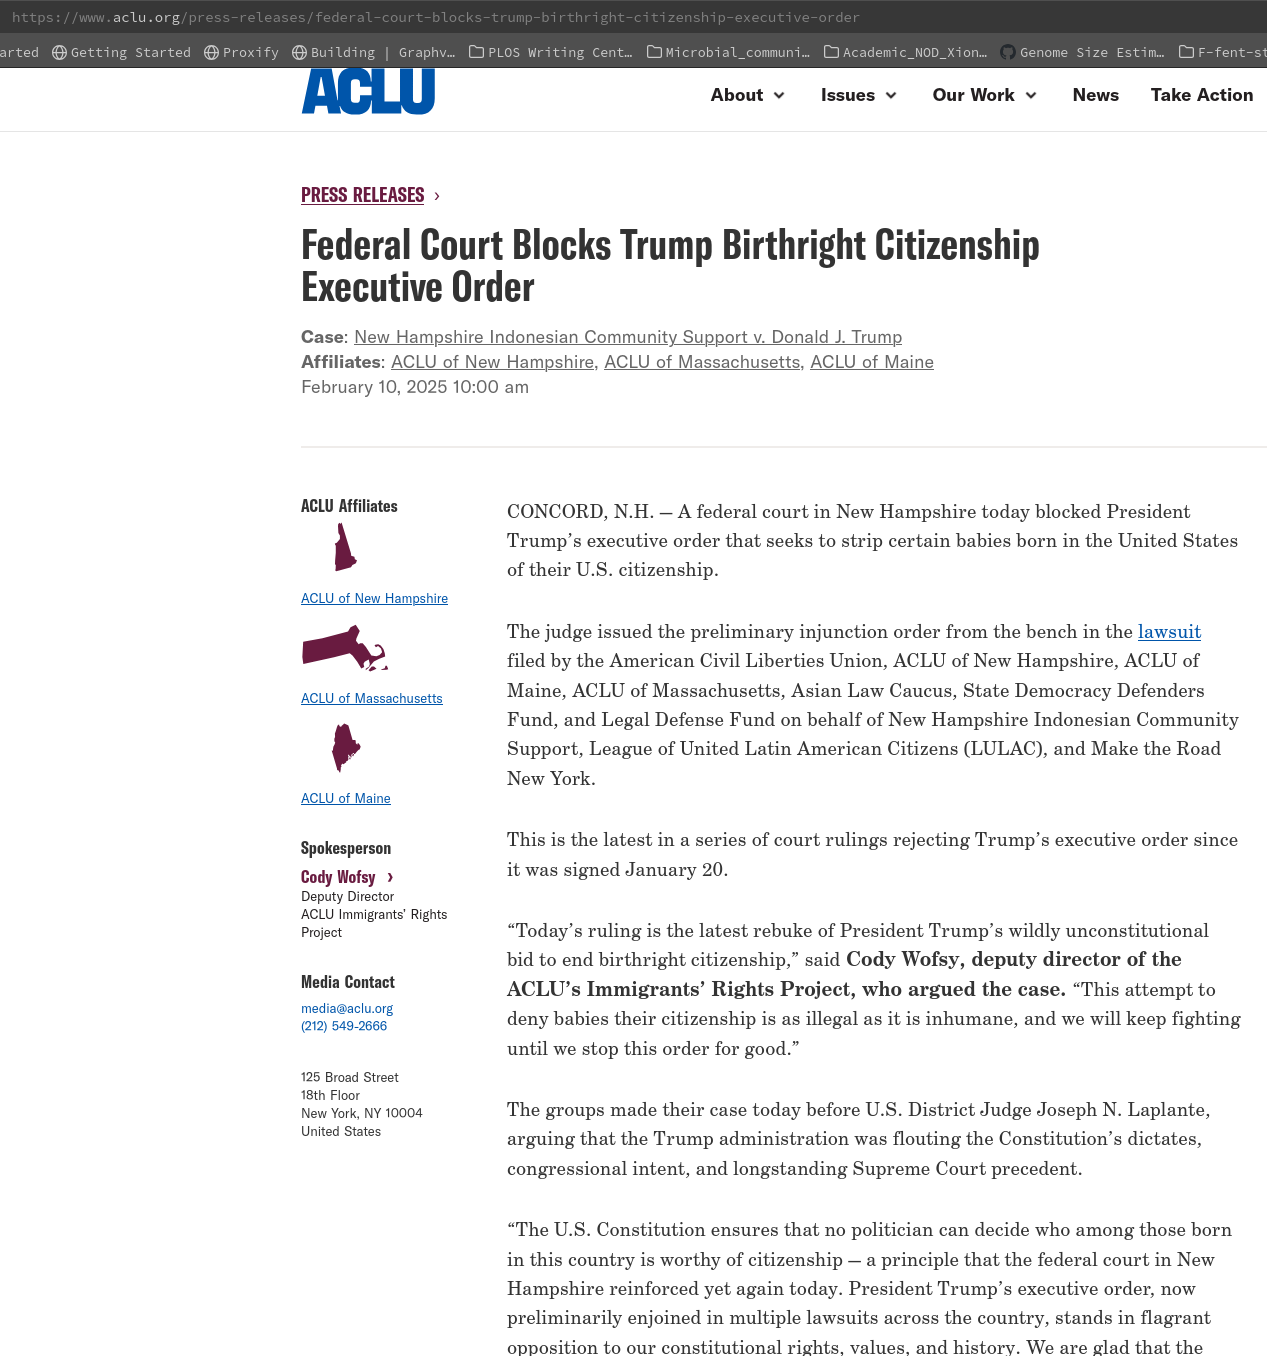 https://www.aclu.org/press-releases/federal-court-blocks-trump-birthright-citizenship-executive-order
arted Getting Started Proxify Building | Graphv… PLOS Writing Cent… Microbial_communi… Academic_NOD_Xion… Genome Size Estim… F-fent-st
ACLU About Issues Our Work News Take Action
PRESS RELEASES ›
Federal Court Blocks Trump Birthright Citizenship
Executive Order
Case: New Hampshire Indonesian Community Support v. Donald J. Trump
Affiliates: ACLU of New Hampshire, ACLU of Massachusetts, ACLU of Maine
February 10, 2025 10:00 am
ACLU Affiliates
ACLU of New Hampshire
ACLU of Massachusetts
ACLU of Maine
Spokesperson
Cody Wofsy ›
Deputy Director
ACLU Immigrants’ Rights
Project
Media Contact
media@aclu.org
(212) 549-2666
125 Broad Street
18th Floor
New York, NY 10004
United States
CONCORD, N.H. — A federal court in New Hampshire today blocked President
Trump’s executive order that seeks to strip certain babies born in the United States
of their U.S. citizenship.
The judge issued the preliminary injunction order from the bench in the lawsuit
filed by the American Civil Liberties Union, ACLU of New Hampshire, ACLU of
Maine, ACLU of Massachusetts, Asian Law Caucus, State Democracy Defenders
Fund, and Legal Defense Fund on behalf of New Hampshire Indonesian Community
Support, League of United Latin American Citizens (LULAC), and Make the Road
New York.
This is the latest in a series of court rulings rejecting Trump’s executive order since
it was signed January 20.
“Today’s ruling is the latest rebuke of President Trump’s wildly unconstitutional
bid to end birthright citizenship,” said Cody Wofsy, deputy director of the
ACLU’s Immigrants’ Rights Project, who argued the case. “This attempt to
deny babies their citizenship is as illegal as it is inhumane, and we will keep fighting
until we stop this order for good.”
The groups made their case today before U.S. District Judge Joseph N. Laplante,
arguing that the Trump administration was flouting the Constitution’s dictates,
congressional intent, and longstanding Supreme Court precedent.
“The U.S. Constitution ensures that no politician can decide who among those born
in this country is worthy of citizenship — a principle that the federal court in New
Hampshire reinforced yet again today. President Trump’s executive order, now
preliminarily enjoined in multiple lawsuits across the country, stands in flagrant
opposition to our constitutional rights, values, and history. We are glad that the